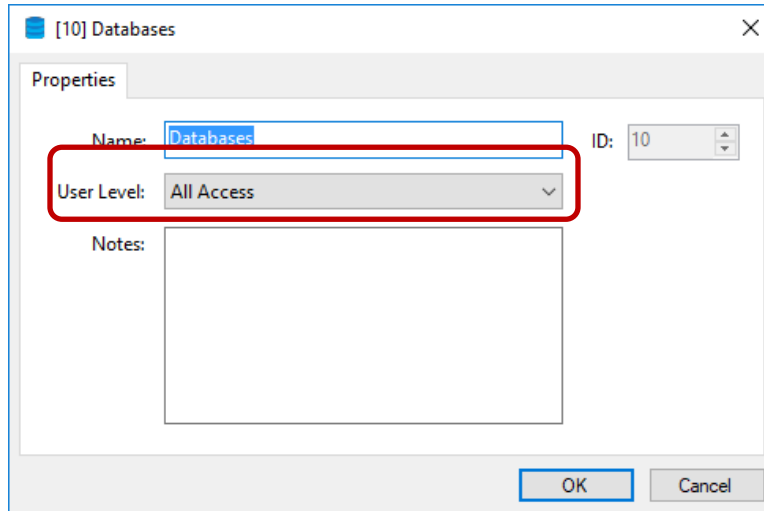 [10] Databases
Properties
Name: Databases ID: 10
User Level: All Access
Notes:
OK Cancel